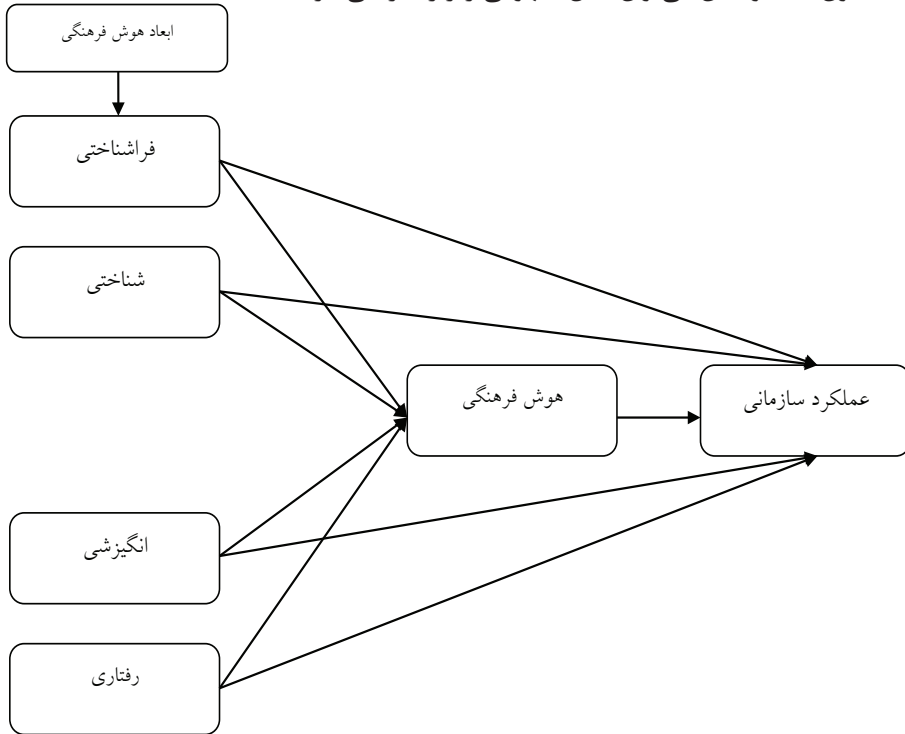 ابعاد هوش فرهنگی
فراشناختی
شناختی
هوش فرهنگی
عملکرد سازمانی
انگیزشی
رفتاری